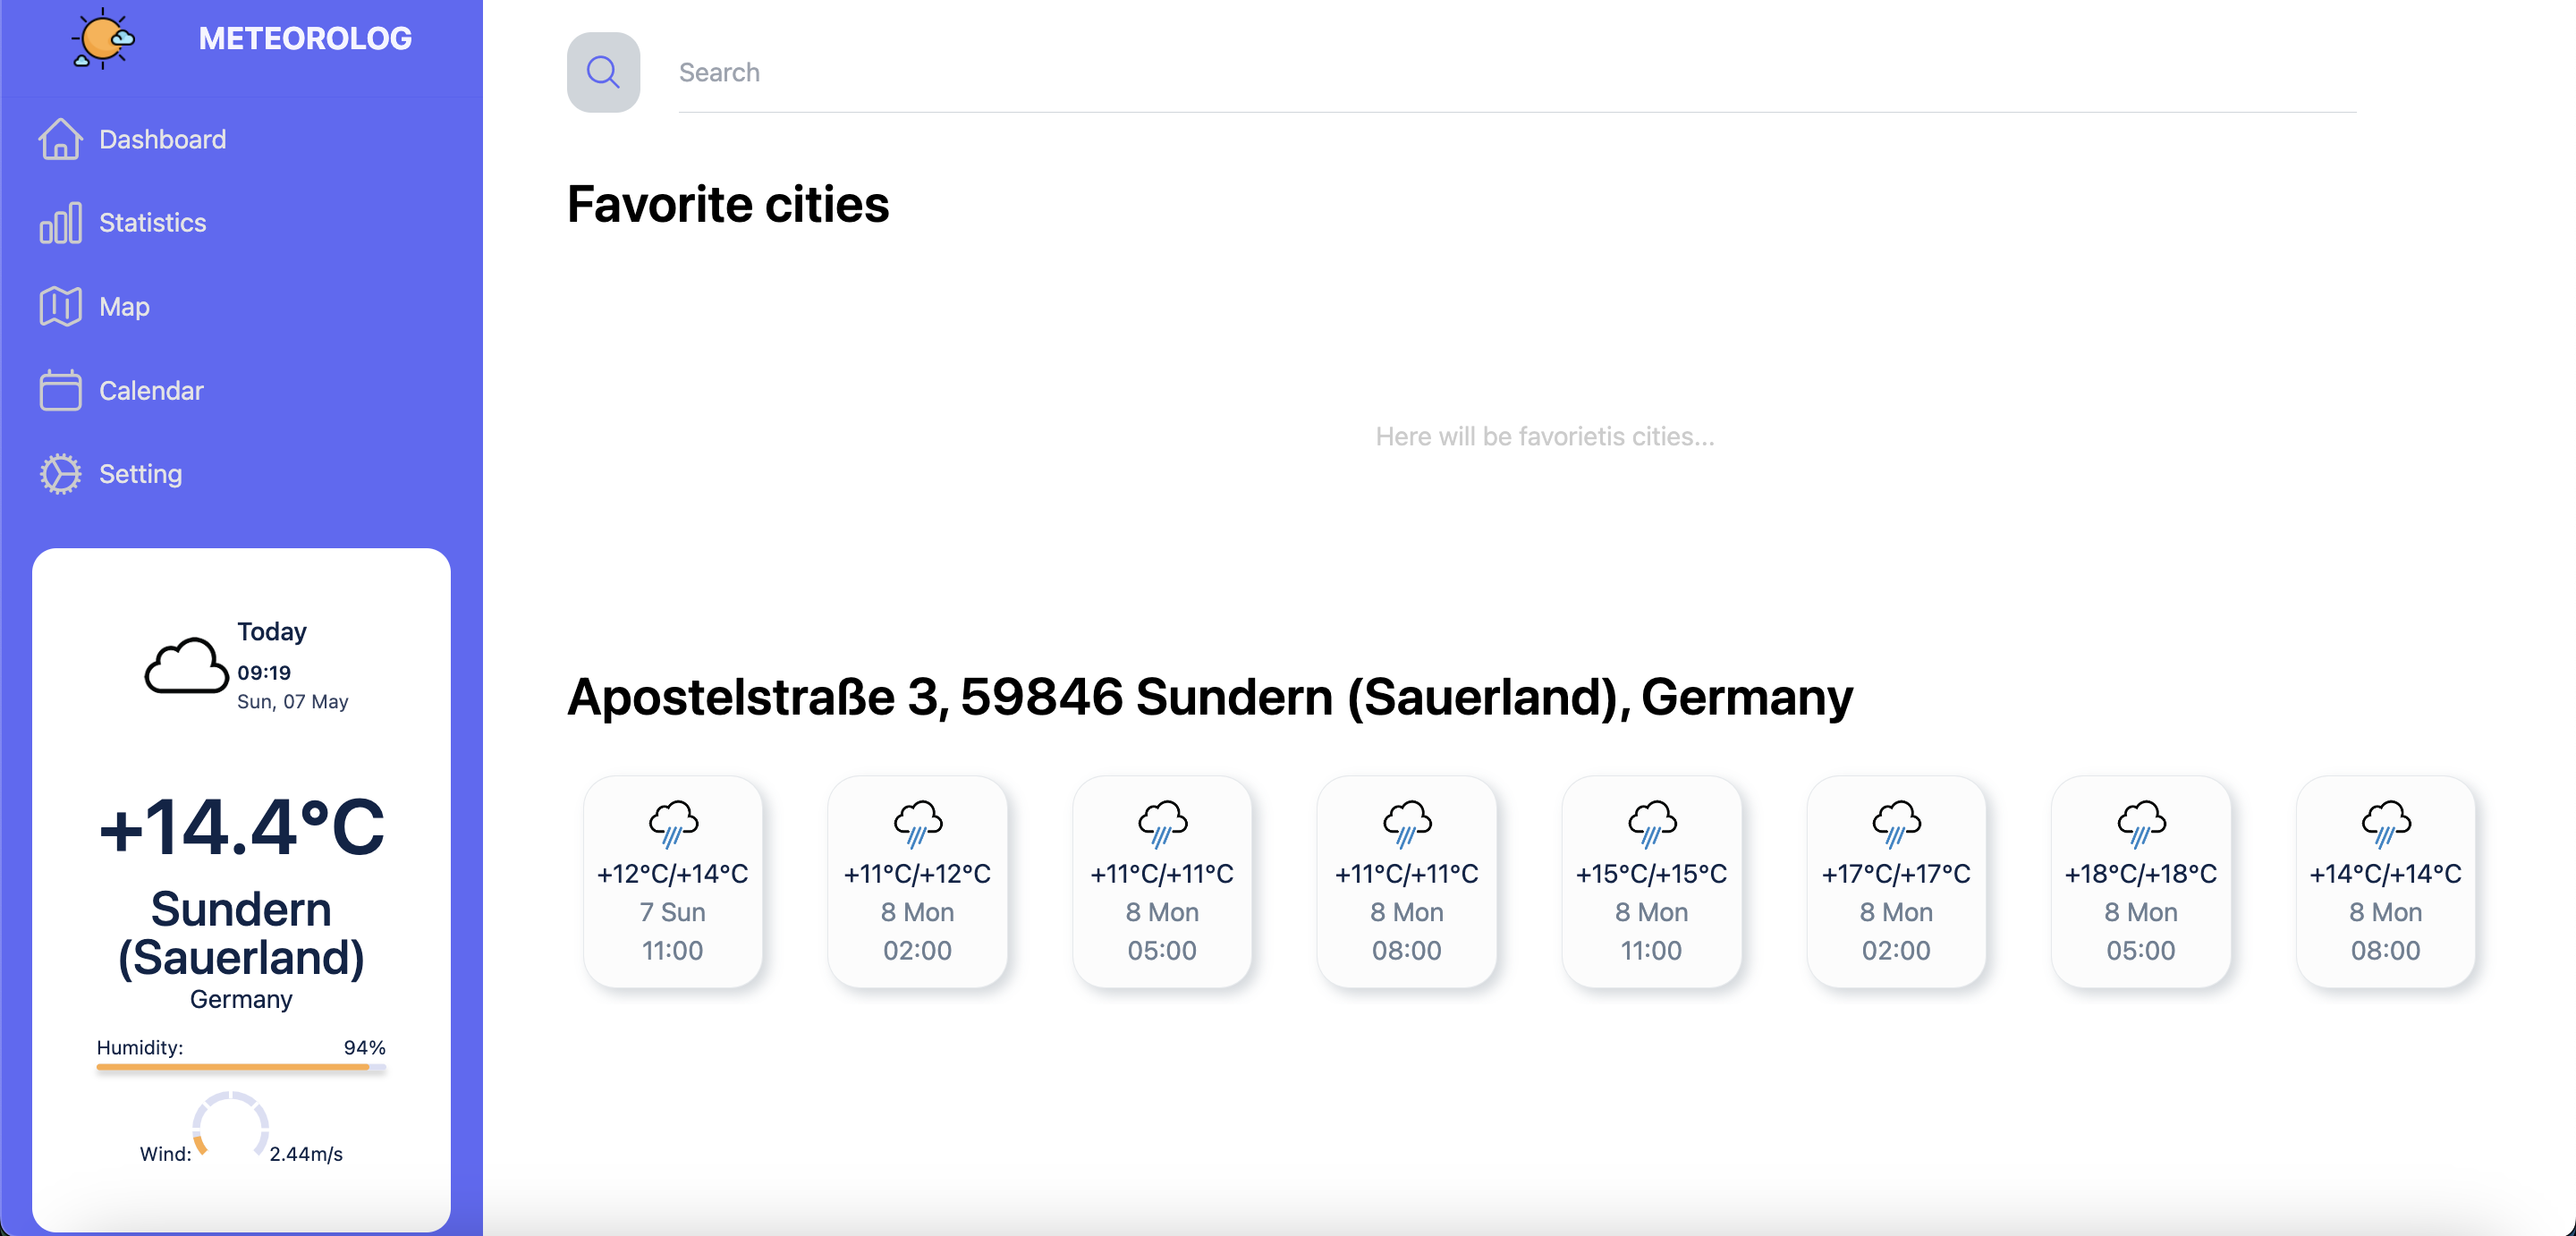 METEOROLOG
Dashboard
Statistics
Map
Calendar
Setting
Today
09:19
Sun, 07 May
+14.4°C
Sundern
(Sauerland)
Germany
Humidity: 94%
Wind: 2.44m/s
Search
Favorite cities
Here will be favorietis cities...
Apostelstraße 3, 59846 Sundern (Sauerland), Germany
+12°C/+14°C
7 Sun
11:00
+11°C/+12°C
8 Mon
02:00
+11°C/+11°C
8 Mon
05:00
+11°C/+11°C
8 Mon
08:00
+15°C/+15°C
8 Mon
11:00
+17°C/+17°C
8 Mon
02:00
+18°C/+18°C
8 Mon
05:00
+14°C/+14°C
8 Mon
08:00